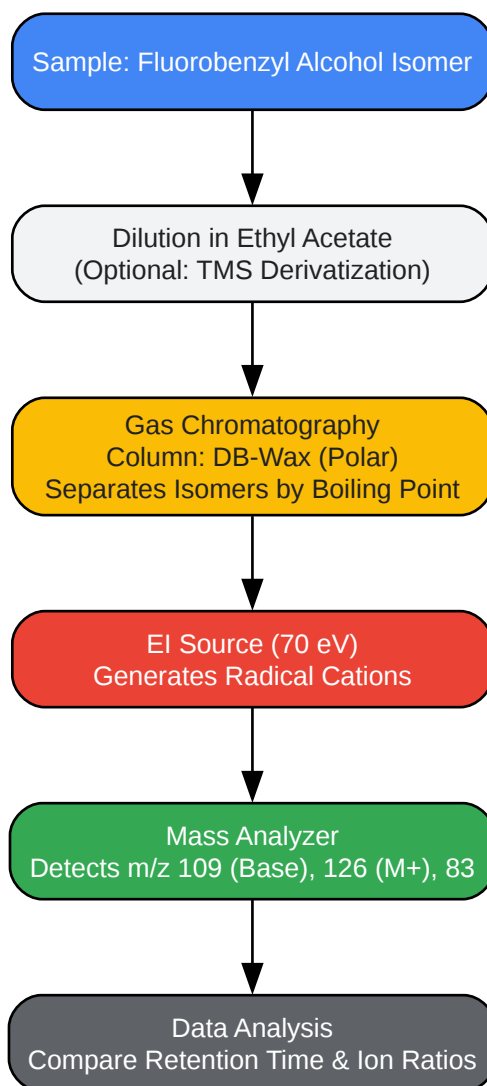 Sample: Fluorobenzyl Alcohol Isomer
Dilution in Ethyl Acetate
(Optional: TMS Derivatization)
Gas Chromatography
Column: DB-Wax (Polar)
Separates Isomers by Boiling Point
EI Source (70 eV)
Generates Radical Cations
Mass Analyzer
Detects m/z 109 (Base), 126 (M+), 83
Data Analysis
Compare Retention Time & Ion Ratios